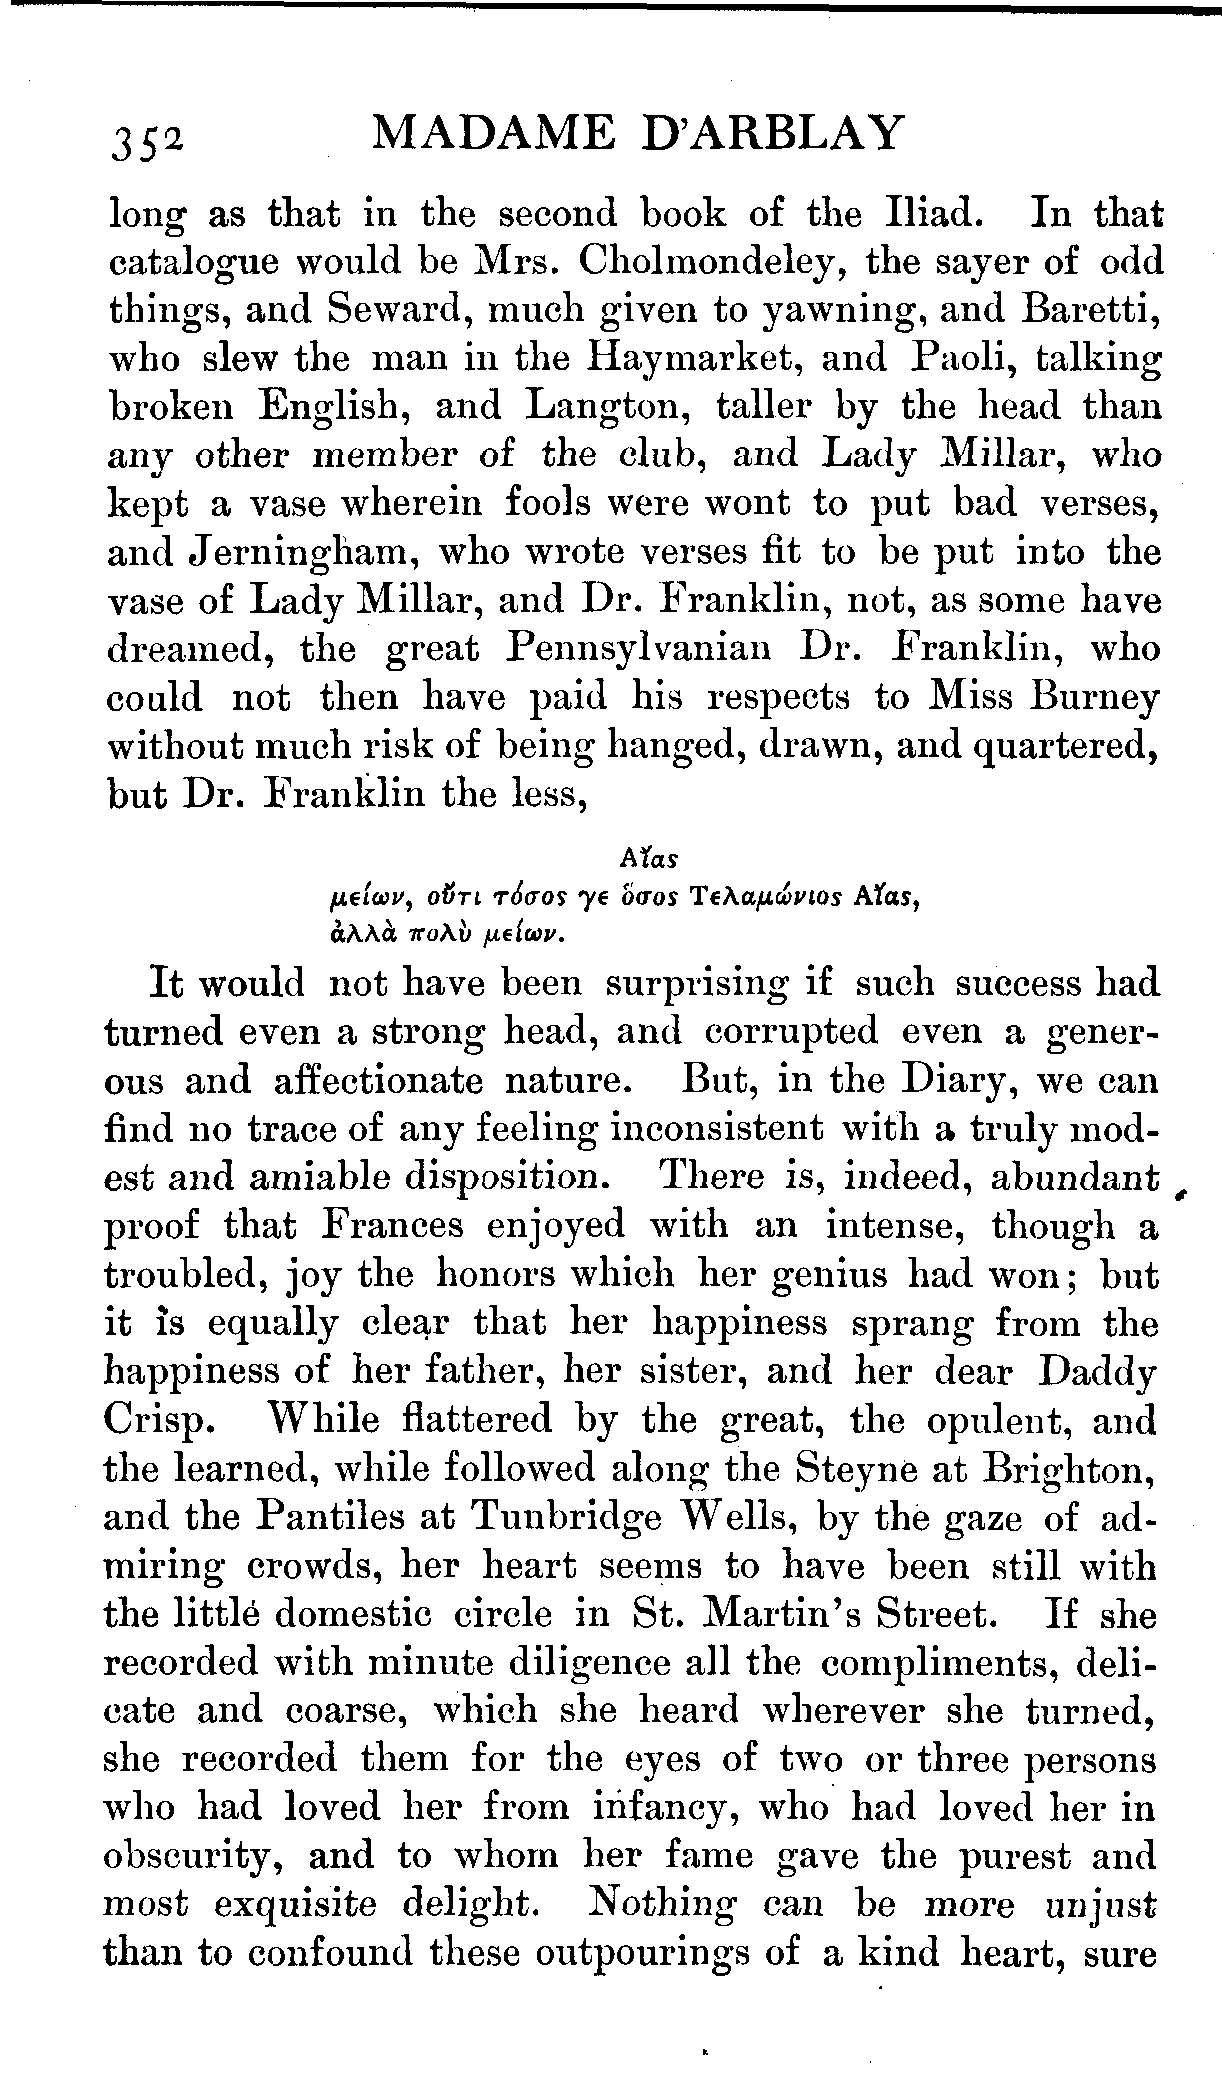 352 MADAME D'ARBLAY
long as that in the second book of the Iliad. In that
catalogue would be Mrs. Cholmondeley, the sayer of odd
things, and Seward, much given to yawning, and Baretti,
who slew the man in the Haymarket, and Paoli, talking
broken English, and Langton, taller by the head than
any other member of the club, and Lady Millar, who
kept a vase wherein fools were wont to put bad verses,
and Jerningham, who wrote verses fit to be put into the
vase of Lady Millar, and Dr. Franklin, not, as some have
dreamed, the great Pennsylvanian Dr. Franklin, who
could not then have paid his respects to Miss Burney
without much risk of being hanged, drawn, and quartered,
but Dr. Franklin the less,
Αἴας
μείων, οὔτι τόσος γε ὅσος Τελαμώνιος Αἴας,
ἀλλὰ πολὺ μείων.
It would not have been surprising if such success had
turned even a strong head, and corrupted even a gener-
ous and affectionate nature. But, in the Diary, we can
find no trace of any feeling inconsistent with a truly mod-
est and amiable disposition. There is, indeed, abundant
proof that Frances enjoyed with an intense, though a
troubled, joy the honors which her genius had won; but
it is equally clear that her happiness sprang from the
happiness of her father, her sister, and her dear Daddy
Crisp. While flattered by the great, the opulent, and
the learned, while followed along the Steyne at Brighton,
and the Pantiles at Tunbridge Wells, by the gaze of ad-
miring crowds, her heart seems to have been still with
the little domestic circle in St. Martin's Street. If she
recorded with minute diligence all the compliments, deli-
cate and coarse, which she heard wherever she turned,
she recorded them for the eyes of two or three persons
who had loved her from infancy, who had loved her in
obscurity, and to whom her fame gave the purest and
most exquisite delight. Nothing can be more unjust
than to confound these outpourings of a kind heart, sure